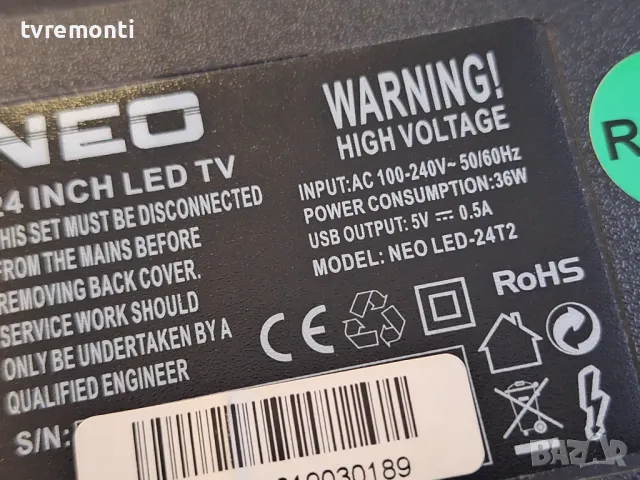 tvremonti
NEO
24 INCH LED TV
THIS SET MUST BE DISCONNECTED
FROM THE MAINS BEFORE
REMOVING BACK COVER.
SERVICE WORK SHOULD
ONLY BE UNDERTAKEN BY A
QUALIFIED ENGINEER
S/N:
WARNING!
HIGH VOLTAGE
INPUT:AC 100-240V~ 50/60Hz
POWER CONSUMPTION:36W
USB OUTPUT: 5V ⎓ 0.5A
MODEL: NEO LED-24T2
CE
RoHS
R
BAZAR